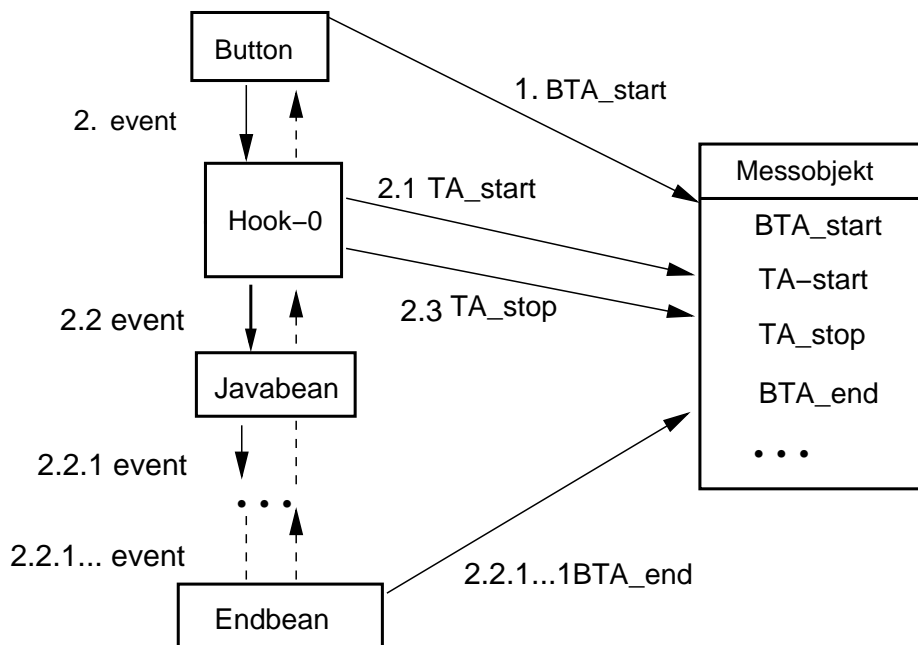 Button
1. BTA_start
2. event
Messobjekt
2.1 TA_start
Hook−0
BTA_start
TA−start
2.2 event
2.3 TA_stop
TA_stop
Javabean
BTA_end
2.2.1 event
• • •
• • •
2.2.1... event
2.2.1...1BTA_end
Endbean